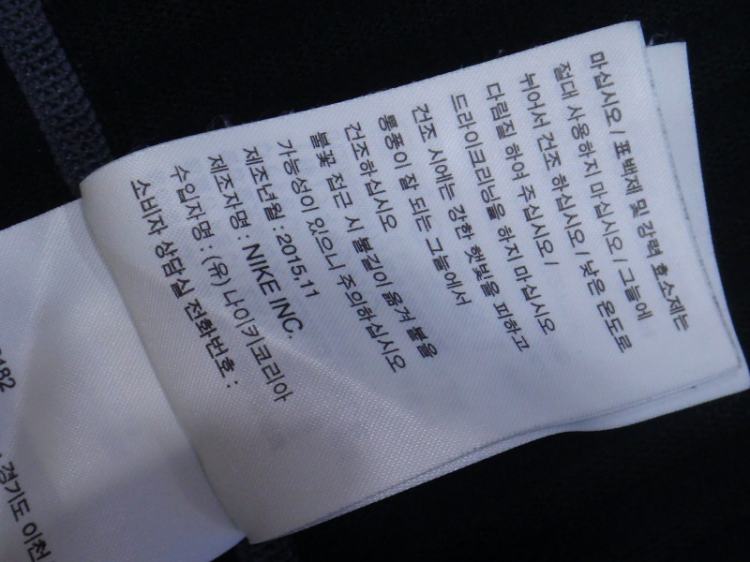 마십시오 / 표백제 및 강력 효소제는
절대 사용하지 마십시오 / 그늘에
뉘어서 건조 하십시오 / 낮은 온도로
다림질 하여 주십시오 /
드라이크리닝을 하지 마십시오
건조 시에는 강한 햇빛을 피하고
통풍이 잘 되는 그늘에서
건조하십시오
불꽃 접근 시 불길이 옮겨 붙을
가능성이 있으니 주의하십시오
제조년월 : 2015.11
제조자명 : NIKE INC.
수입자명 : (유) 나이키코리아
소비자 상담실 전화번호 :
경기도 이천